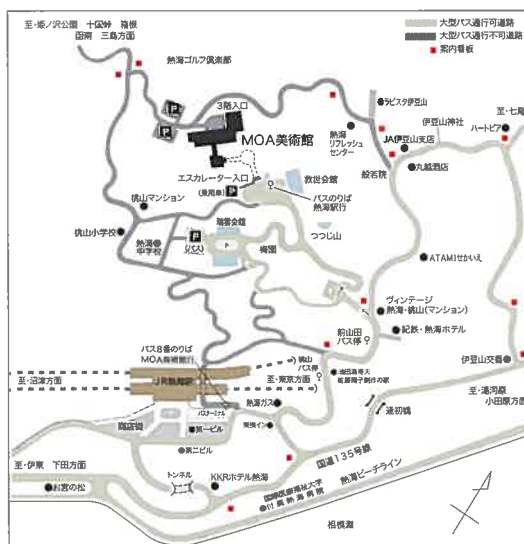 至・姫ノ沢公園 十国峠 箱根
函南 三島方面
熱海ゴルフ倶楽部
大型バス通行可道路
大型バス通行不可道路
案内看板
P
P
3階入口
MOA美術館
エスカレーター入口
(乗用車)
P
救世会館
バスのりば
熱海駅行
熱海
リフレッシュ
センター
ラビスタ伊豆山
伊豆山神社
JA伊豆山支店
至・七尾
ハートピア
丸越酒店
般若院
桃山マンション
桃山小学校
熱海
中学校
P
(バス)
瑞雲会館
P
梅園
つつじ山
ATAMIせかいえ
ヴィンテージ
熱海・桃山(マンション)
前山田
バス停
紀鉄・熱海ホテル
伊豆山交番
バス8番のりば
MOA美術館行
JR熱海駅
桃山
バス停
至・沼津方面
至・東京方面
至・湯河原
小田原方面
バスターミナル
熱海ガス
東横イン
逢初橋
商店街
第一ビル
第二ビル
国道135号線
熱海ビーチライン
至・伊東 下田方面
お宮の松
トンネル
KKRホテル熱海
国際医療福祉大学
付属熱海病院
相模灘